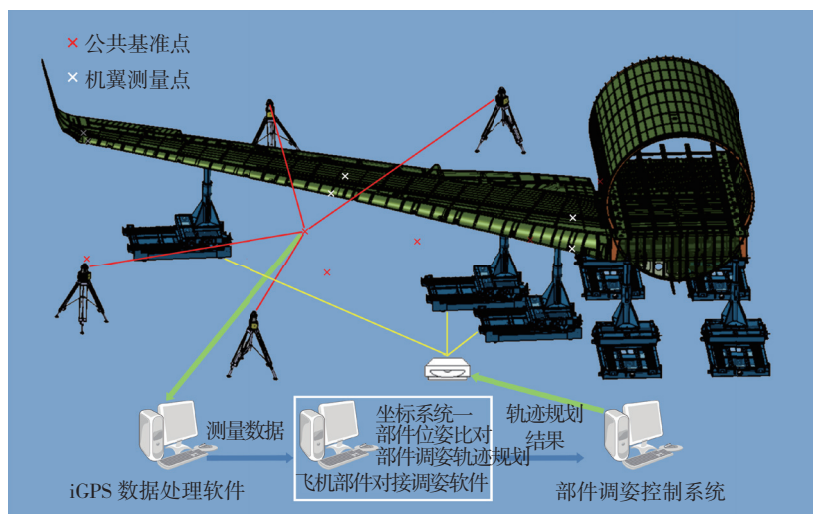 × 公共基准点
× 机翼测量点
测量数据
坐标系统一
部件位姿比对
部件调姿轨迹规划
飞机部件对接调姿软件
轨迹规划
结果
iGPS 数据处理软件
部件调姿控制系统